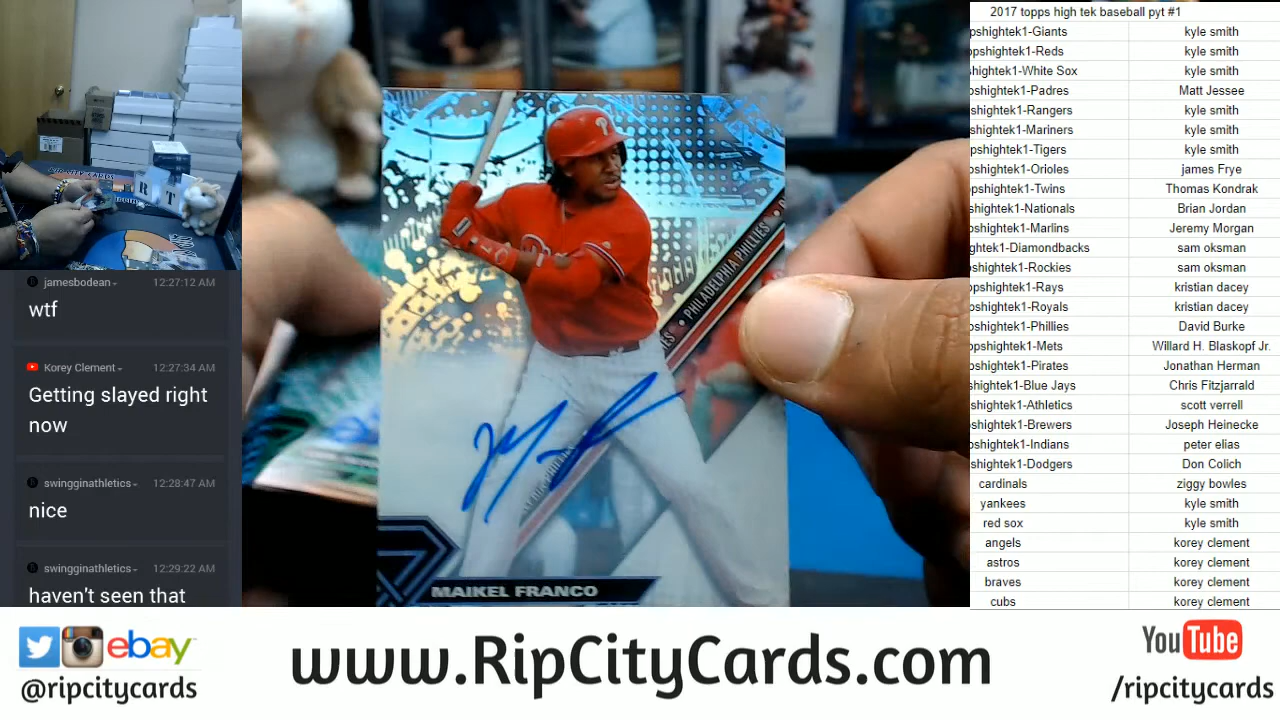 jamesbodean
12:27:12 AM
wtf
Korey Clement
12:27:34 AM
Getting slayed right
now
swingginathletics
12:28:47 AM
nice
swingginathletics
12:29:22 AM
haven't seen that
RIP CITY CARDS
R
T
P
PHILADELPHIA PHILLIES
MAIKEL FRANCO
2017 topps high tek baseball pyt #1
pshightek1-Giants kyle smith
pshightek1-Reds kyle smith
shightek1-White Sox kyle smith
pshightek1-Padres Matt Jessee
shightek1-Rangers kyle smith
shightek1-Mariners kyle smith
pshightek1-Tigers kyle smith
pshightek1-Orioles james Frye
pshightek1-Twins Thomas Kondrak
shightek1-Nationals Brian Jordan
shightek1-Marlins Jeremy Morgan
ghtek1-Diamondbacks sam oksman
shightek1-Rockies sam oksman
pshightek1-Rays kristian dacey
pshightek1-Royals kristian dacey
pshightek1-Phillies David Burke
pshightek1-Mets Willard H. Blaskopf Jr.
pshightek1-Pirates Jonathan Herman
shightek1-Blue Jays Chris Fitzjarrald
shightek1-Athletics scott verrell
shightek1-Brewers Joseph Heinecke
pshightek1-Indians peter elias
shightek1-Dodgers Don Colich
cardinals ziggy bowles
yankees kyle smith
red sox kyle smith
angels korey clement
astros korey clement
braves korey clement
cubs korey clement
ebay
@ripcitycards
www.RipCityCards.com
YouTube
/ripcitycards